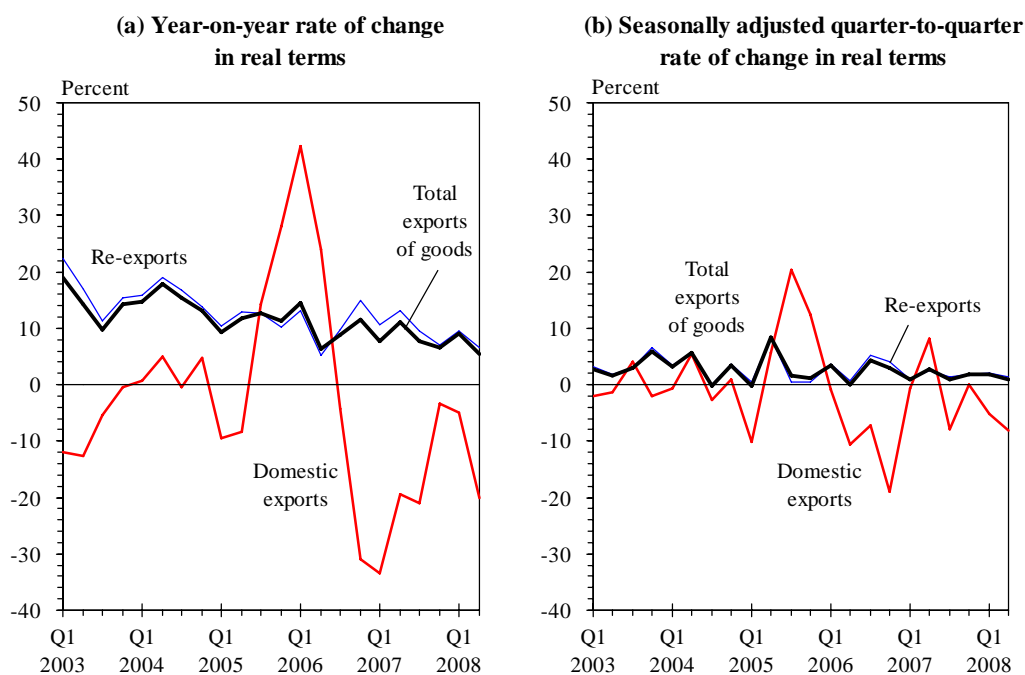 (a) Year-on-year rate of change
in real terms
Percent
50
40
30
20
10
0
-10
-20
-30
-40
Re-exports
Total
exports
of goods
Domestic
exports
Q1 Q1 Q1 Q1 Q1 Q1
2003 2004 2005 2006 2007 2008
(b) Seasonally adjusted quarter-to-quarter
rate of change in real terms
Percent
50
40
30
20
10
0
-10
-20
-30
-40
Total
exports
of goods
Re-exports
Domestic
exports
Q1 Q1 Q1 Q1 Q1 Q1
2003 2004 2005 2006 2007 2008